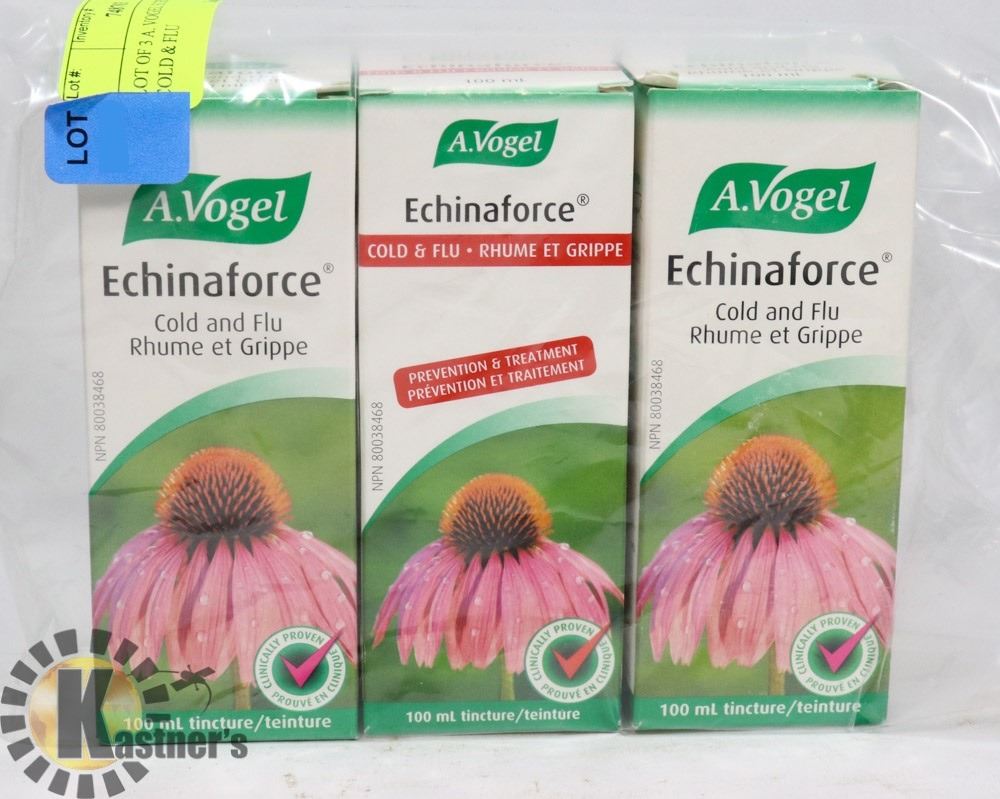 Lot #:
Inventory #
7480
LOT OF 3 A. VOGEL
COLD & FLU
LOT
A.Vogel
Echinaforce®
Cold and Flu
Rhume et Grippe
NPN 80038468
CLINICALLY PROVEN
PROUVÉ EN CLINIQUE
100 mL tincture/teinture
Echinaforce
100 ml
A.Vogel
Echinaforce®
COLD & FLU • RHUME ET GRIPPE
PREVENTION & TREATMENT
PRÉVENTION ET TRAITEMENT
NPN 80038468
CLINICALLY PROVEN
PROUVÉ EN CLINIQUE
100 mL tincture/teinture
A.Vogel
Echinaforce®
Cold and Flu
Rhume et Grippe
NPN 80038468
CLINICALLY PROVEN
PROUVÉ EN CLINIQUE
100 mL tincture/teinture
Kastner's